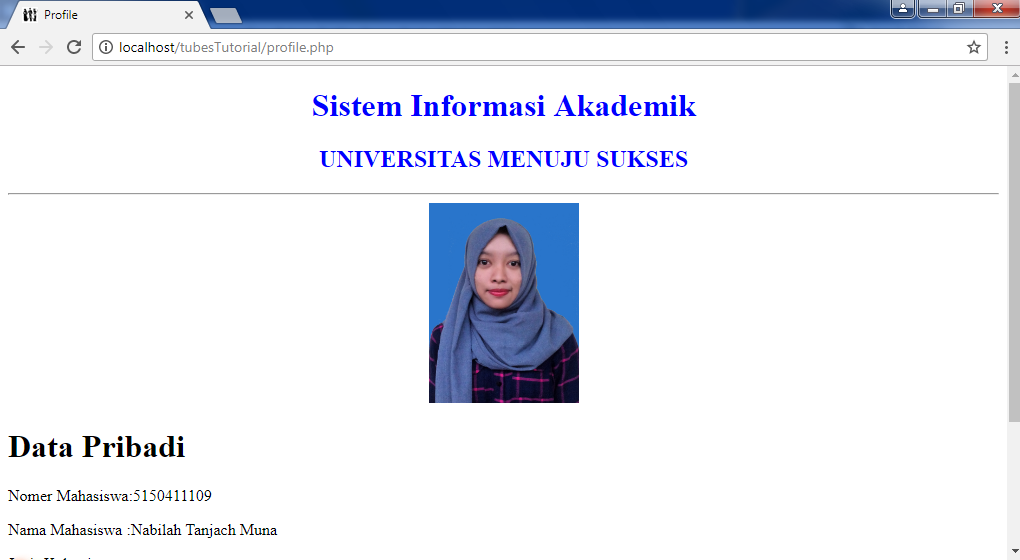 Profile
localhost/tubesTutorial/profile.php
Sistem Informasi Akademik
UNIVERSITAS MENUJU SUKSES
Data Pribadi
Nomer Mahasiswa:5150411109
Nama Mahasiswa :Nabilah Tanjach Muna